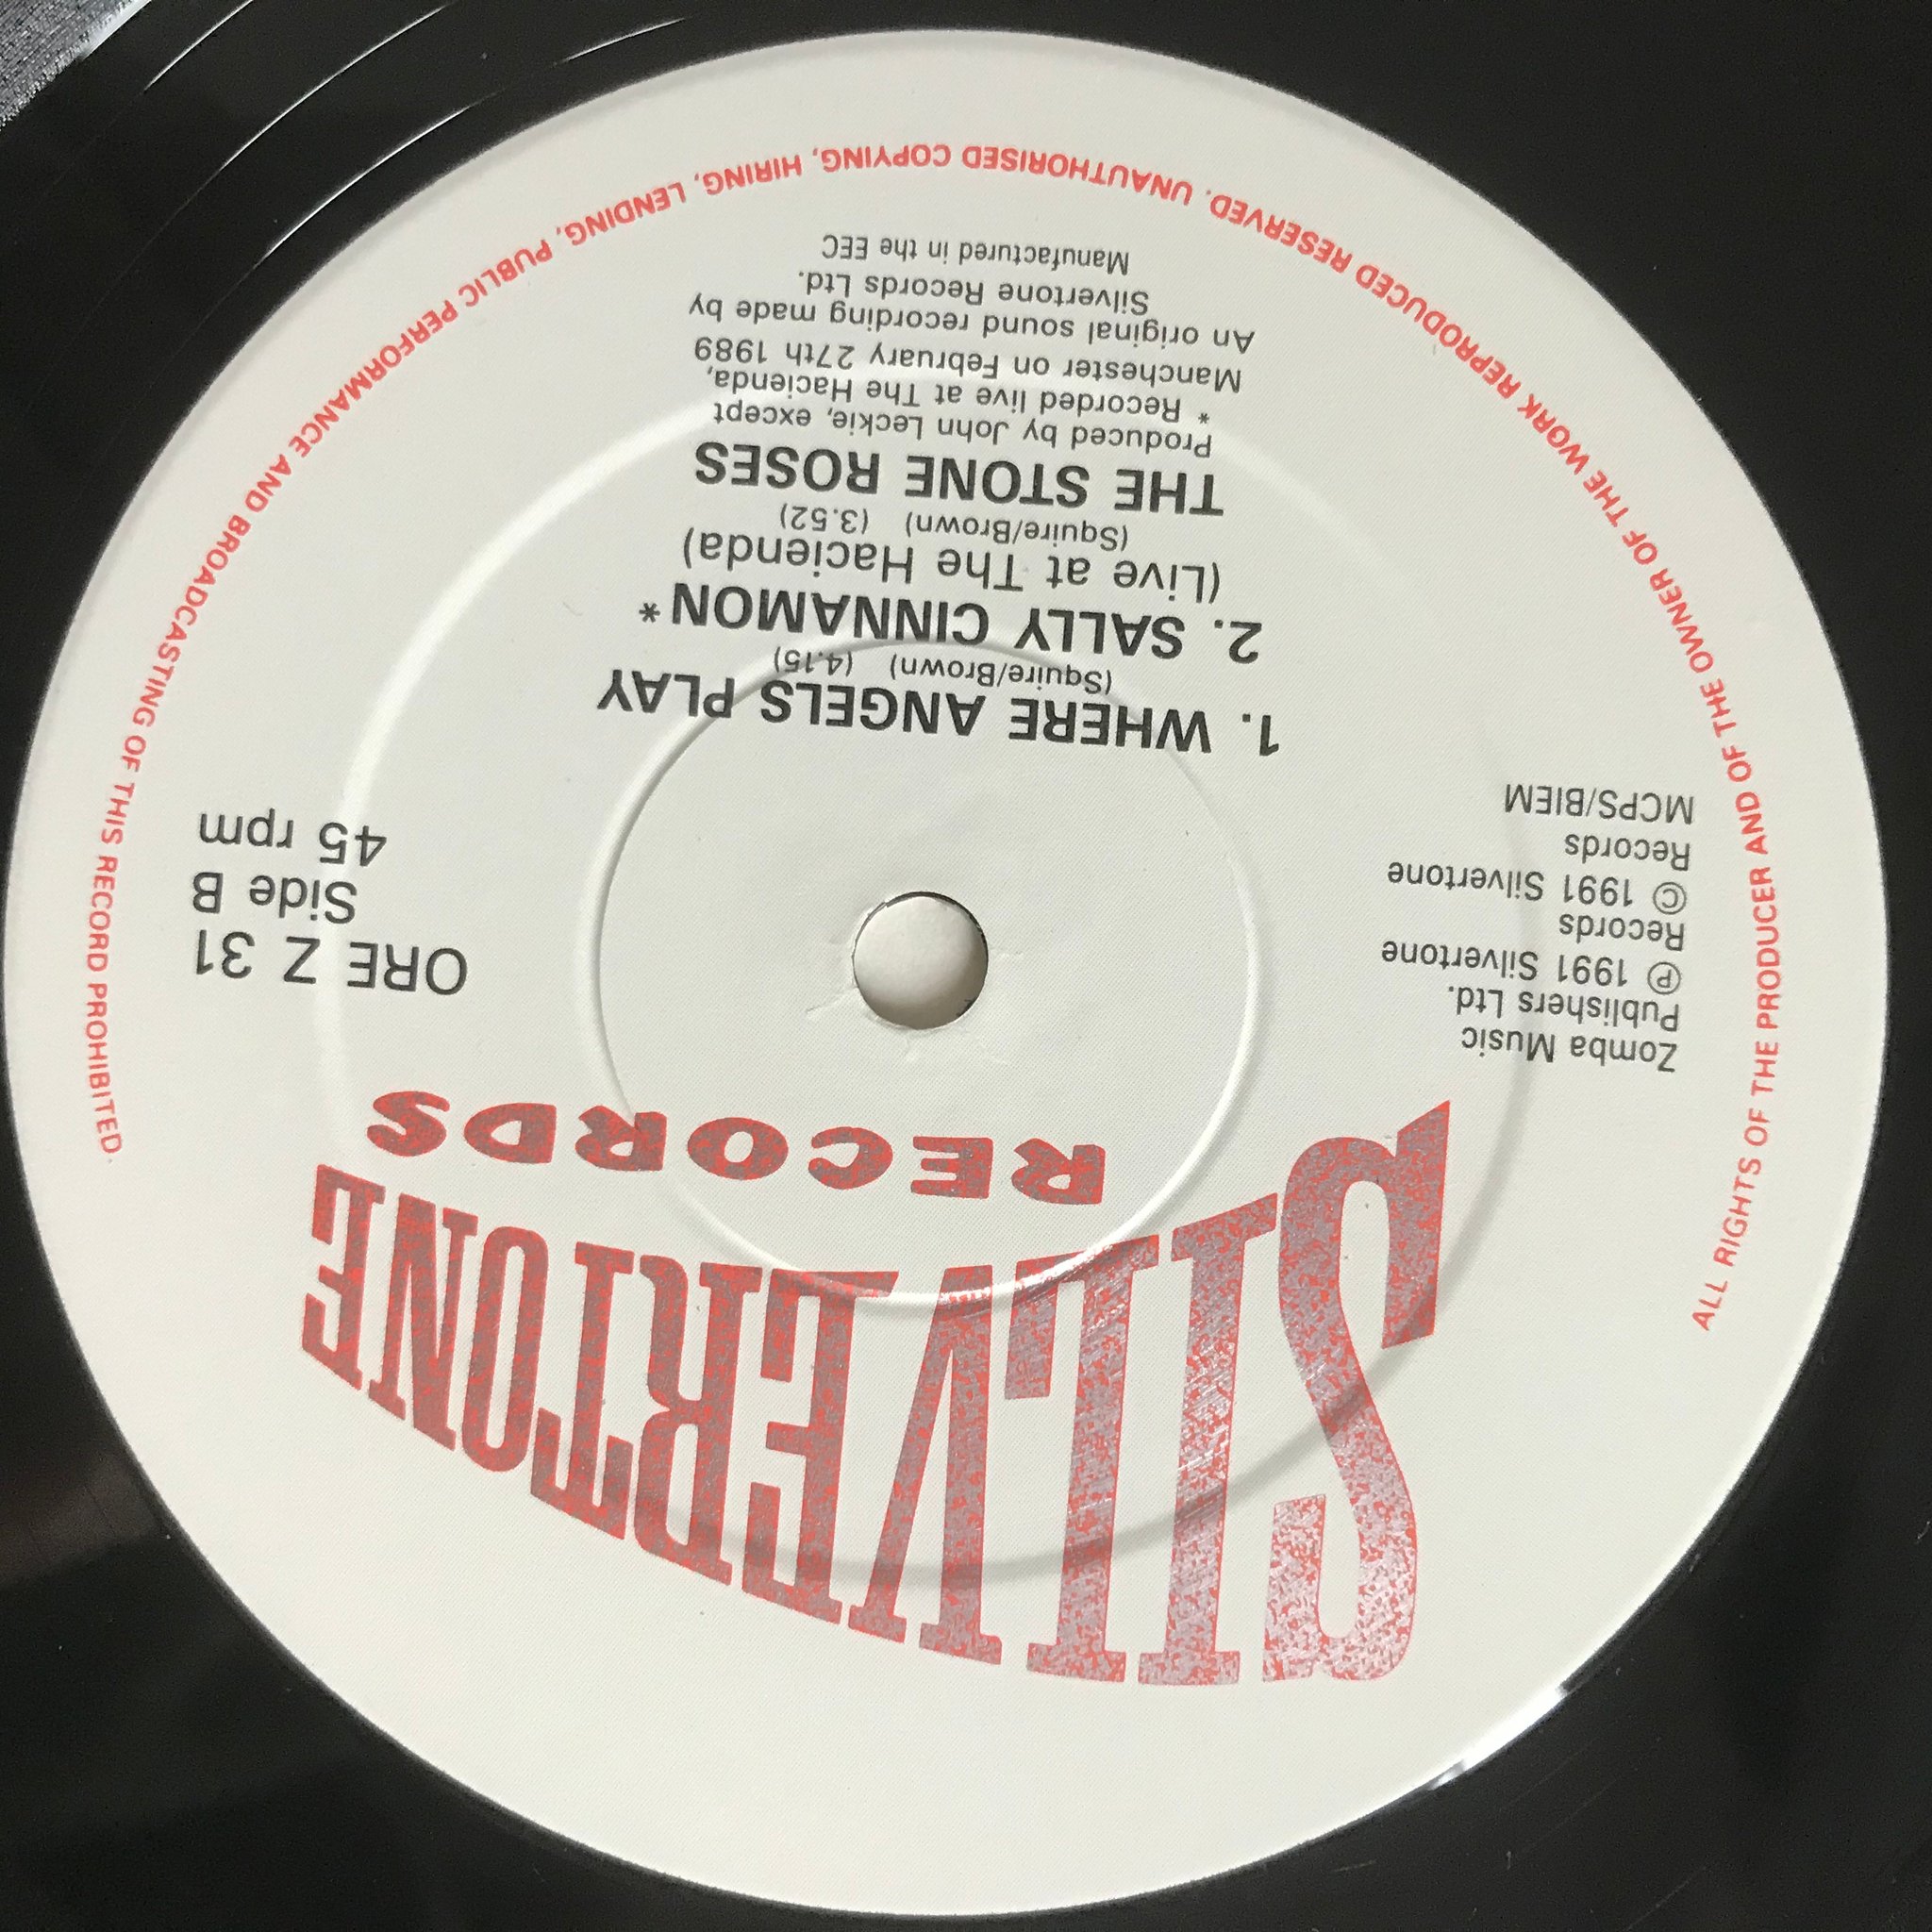 SILVERTONE
RECORDS
Zomba Music
Publishers Ltd.
Ⓟ 1991 Silvertone
Records
© 1991 Silvertone
Records
MCPS/BIEM
ORE Z 31
Side B
45 rpm
1. WHERE ANGELS PLAY
(Squire/Brown) (4.15)
2. SALLY CINNAMON*
(Live at The Hacienda)
(Squire/Brown) (3.52)
THE STONE ROSES
Produced by John Leckie, except
* Recorded live at The Hacienda,
Manchester on February 27th 1989
An original sound recording made by
Silvertone Records Ltd.
Manufactured in the EEC
ALL RIGHTS OF THE PRODUCER AND OF THE OWNER OF THE WORK REPRODUCED RESERVED. UNAUTHORISED COPYING, HIRING, LENDING, PUBLIC PERFORMANCE AND BROADCASTING OF THIS RECORD PROHIBITED.